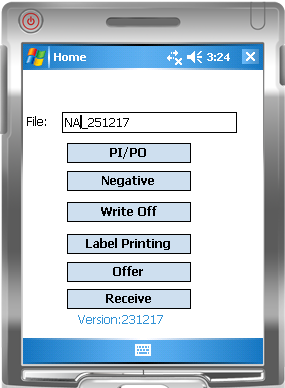 Home 3:24
File: NA_251217
PI/PO
Negative
Write Off
Label Printing
Offer
Receive
Version:231217